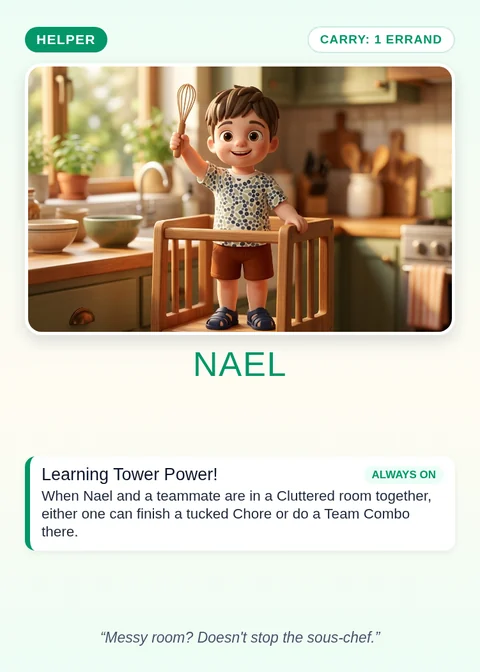 HELPER
CARRY: 1 ERRAND
NAEL
Learning Tower Power!
ALWAYS ON
When Nael and a teammate are in a Cluttered room together,
either one can finish a tucked Chore or do a Team Combo
there.
“Messy room? Doesn't stop the sous-chef.”